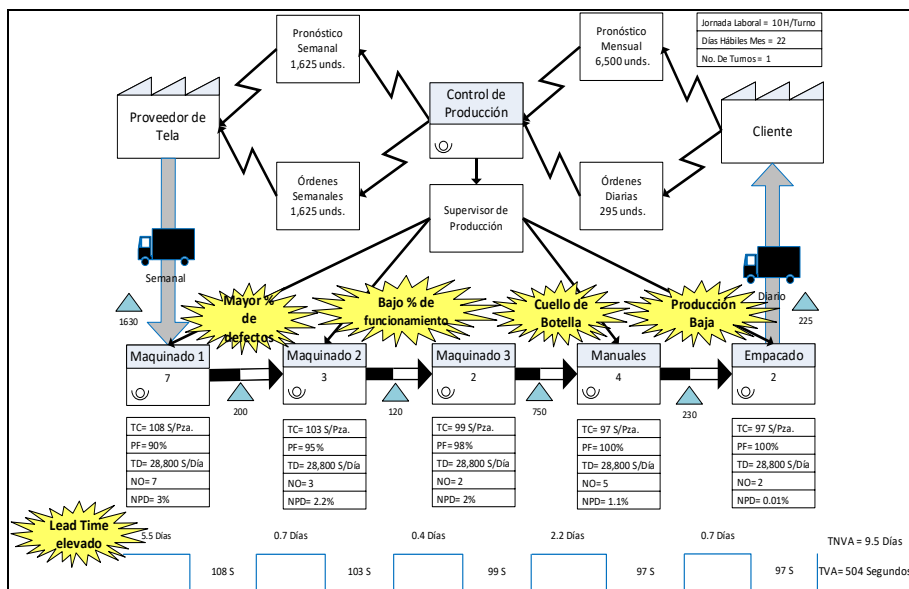 Pronóstico
Semanal
1,625 unds.
Pronóstico
Mensual
6,500 unds.
Jornada Laboral = 10H/Turno
Días Hábiles Mes = 22
No. De Turnos = 1
Proveedor de
Tela
Control de
Producción
Cliente
Órdenes
Semanales
1,625 unds.
Supervisor de
Producción
Órdenes
Diarias
295 unds.
Semanal
Diario
1630
225
Mayor %
de
defectos
Bajo % de
funcionamiento
Cuello de
Botella
Producción
Baja
Maquinado 1
7
Maquinado 2
3
Maquinado 3
2
Manuales
4
Empacado
2
200
120
750
230
TC= 108 S/Pza.
PF= 90%
TD= 28,800 S/Día
NO= 7
NPD= 3%
TC= 103 S/Pza.
PF= 95%
TD= 28,800 S/Día
NO= 3
NPD= 2.2%
TC= 99 S/Pza.
PF= 98%
TD= 28,800 S/Día
NO= 2
NPD= 2%
TC= 97 S/Pza.
PF= 100%
TD= 28,800 S/Día
NO= 5
NPD= 1.1%
TC= 97 S/Pza.
PF= 100%
TD= 28,800 S/Día
NO= 2
NPD= 0.01%
Lead Time
elevado
5.5 Días
0.7 Días
0.4 Días
2.2 Días
0.7 Días
TNVA = 9.5 Días
108 S
103 S
99 S
97 S
97 S
TVA= 504 Segundos